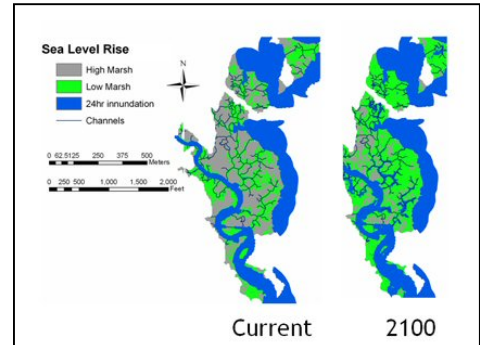 Sea Level Rise
N
High Marsh
Low Marsh
24hr innundation
Channels
0 62.5125 250 375 500
Meters
0 250 500 1,000 1,500 2,000
Feet
Current 2100